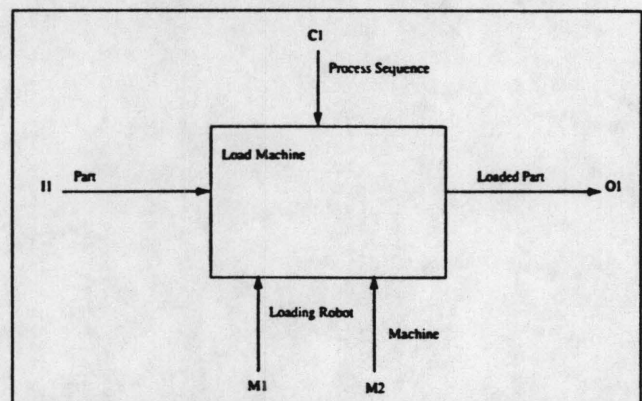 C1
Process Sequence
Load Machine
I1
Part
Loaded Part
O1
Loading Robot
Machine
M1
M2